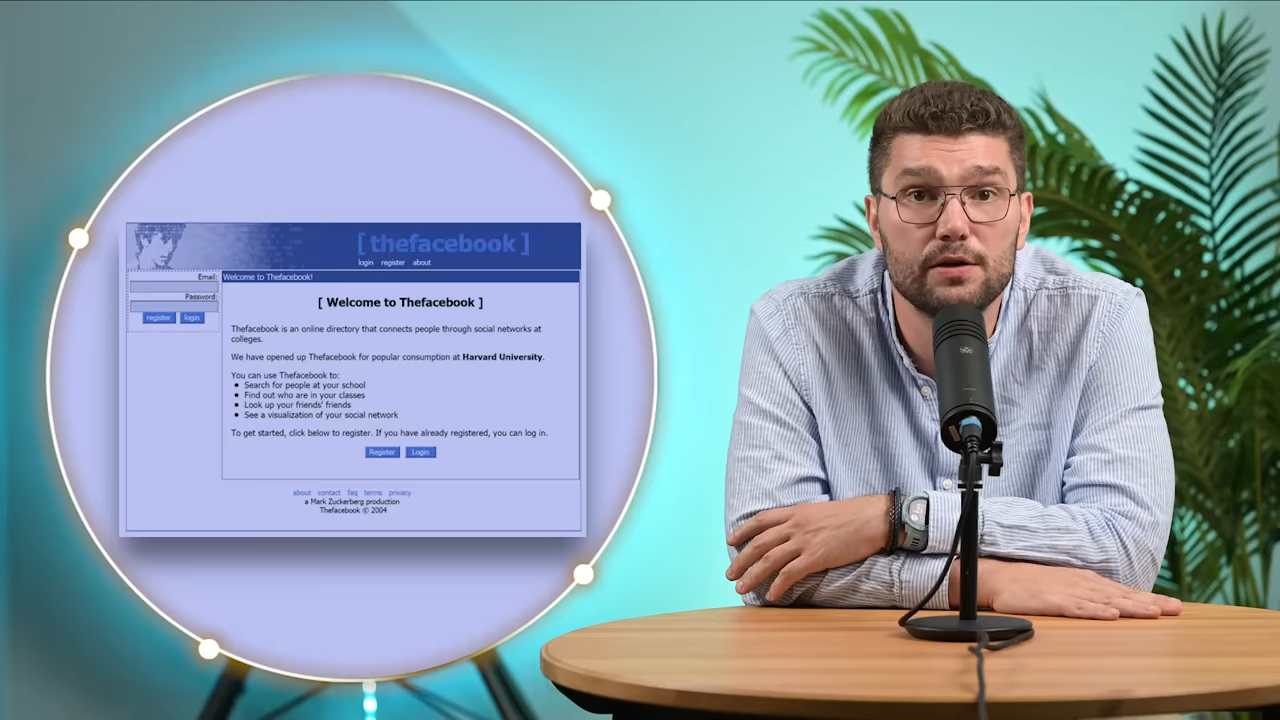 [ thefacebook ]
login register about
Email:
Password:
register login
Welcome to Thefacebook!
[ Welcome to Thefacebook ]
Thefacebook is an online directory that connects people through social networks at
colleges.
We have opened up Thefacebook for popular consumption at Harvard University.
You can use Thefacebook to:
• Search for people at your school
• Find out who are in your classes
• Look up your friends' friends
• See a visualization of your social network
To get started, click below to register. If you have already registered, you can log in.
Register Login
about contact faq terms privacy
a Mark Zuckerberg production
Thefacebook © 2004